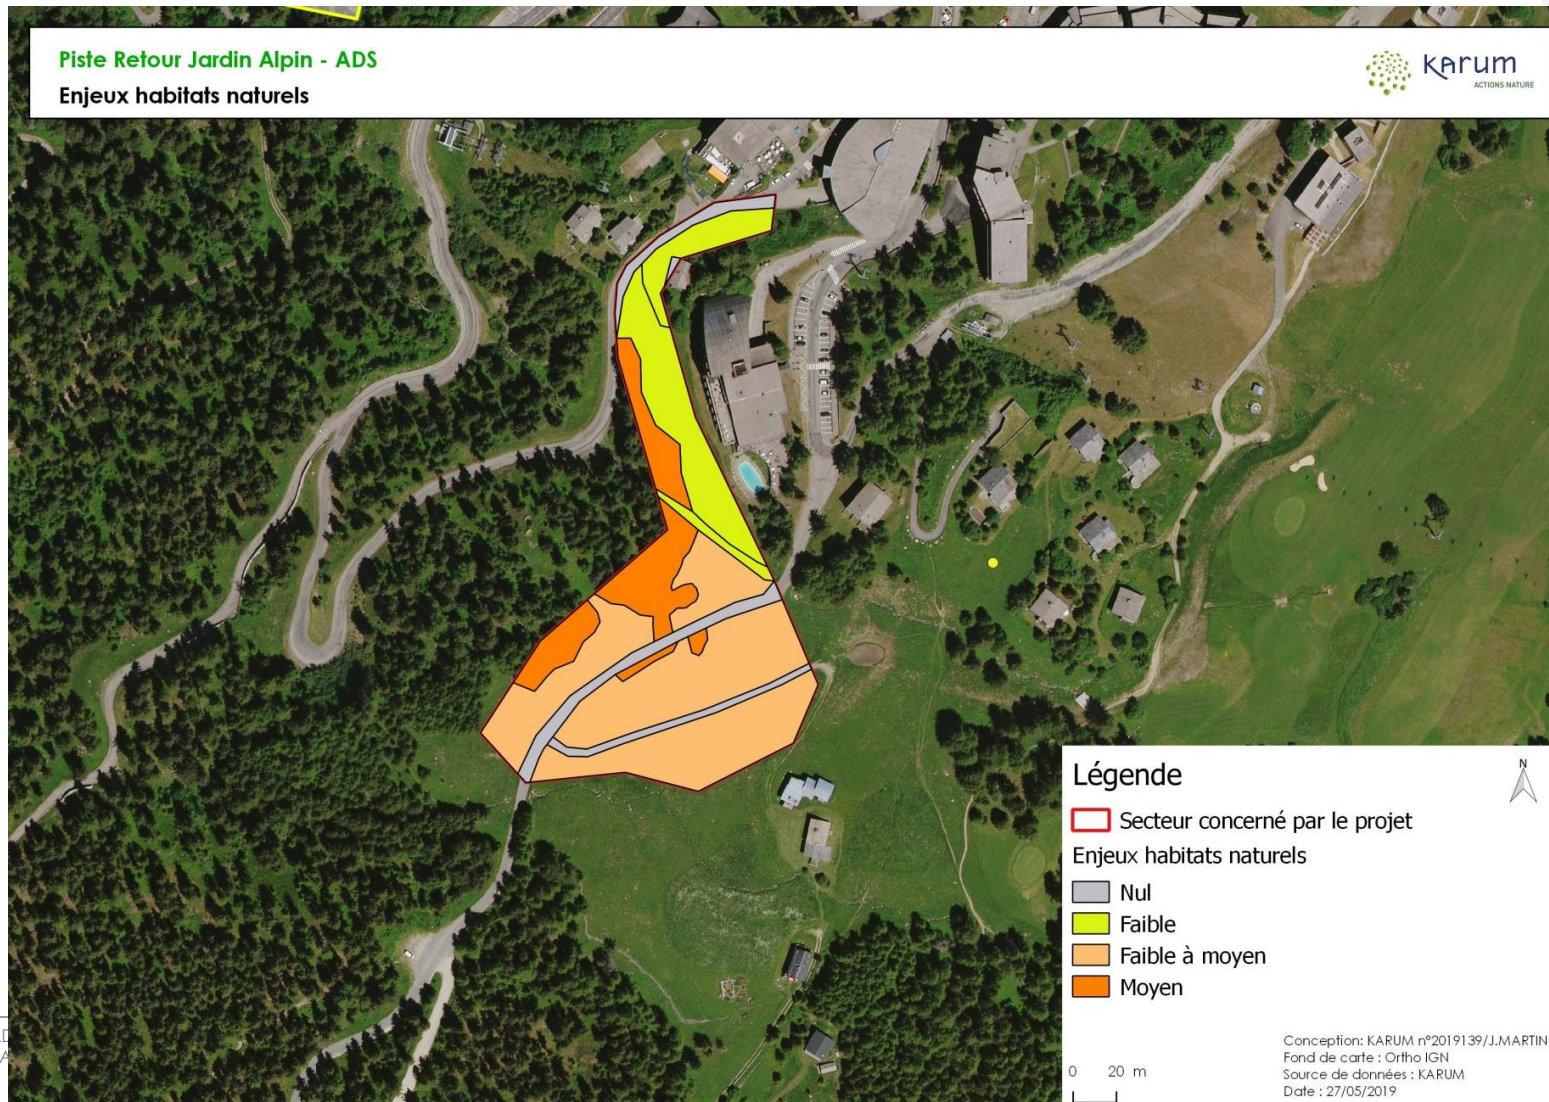 Piste Retour Jardin Alpin - ADS
Enjeux habitats naturels
KARUM
ACTIONS NATURE
Légende
N
Secteur concerné par le projet
Enjeux habitats naturels
Nul
Faible
Faible à moyen
Moyen
0 20 m
Conception: KARUM n°2019139/J.MARTIN
Fond de carte : Ortho IGN
Source de données : KARUM
Date : 27/05/2019